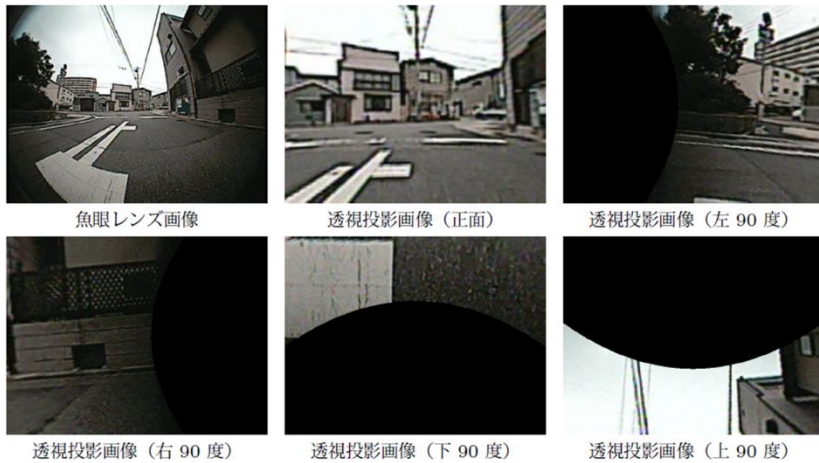 魚眼レンズ画像
透視投影画像（正面）
透視投影画像（左 90 度）
透視投影画像（右 90 度）
透視投影画像（下 90 度）
透視投影画像（上 90 度）